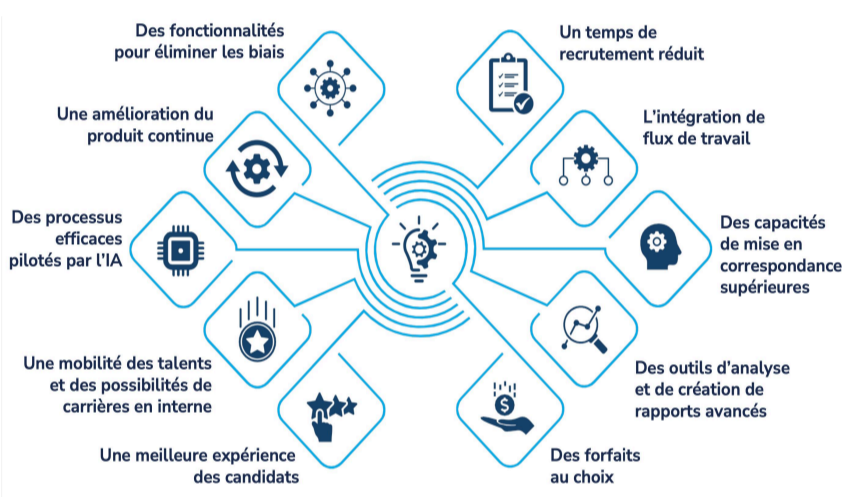 Des fonctionnalités
pour éliminer les biais
Un temps de
recrutement réduit
Une amélioration du
produit continue
L'intégration de
flux de travail
Des processus
efficaces
pilotés par l'IA
Des capacités
de mise en
correspondance
supérieures
Une mobilité des talents
et des possibilités de
carrières en interne
Des outils d'analyse
et de création de
rapports avancés
Une meilleure expérience
des candidats
Des forfaits
au choix
$